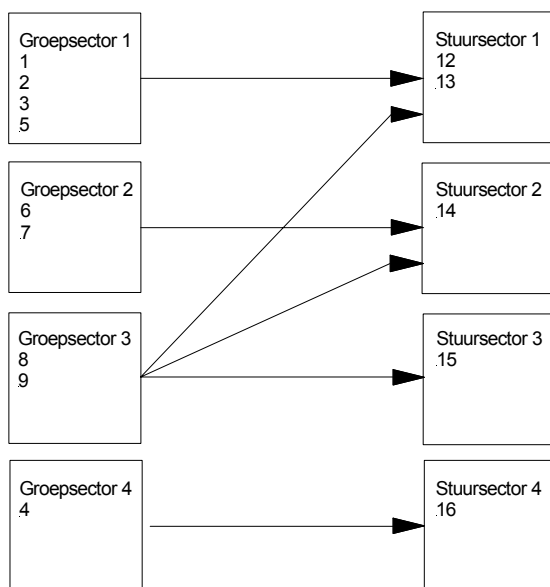 Groepsector 1
1
2
3
5
Stuursector 1
12
13
Groepsector 2
6
7
Stuursector 2
14
Groepsector 3
8
9
Stuursector 3
15
Groepsector 4
4
Stuursector 4
16